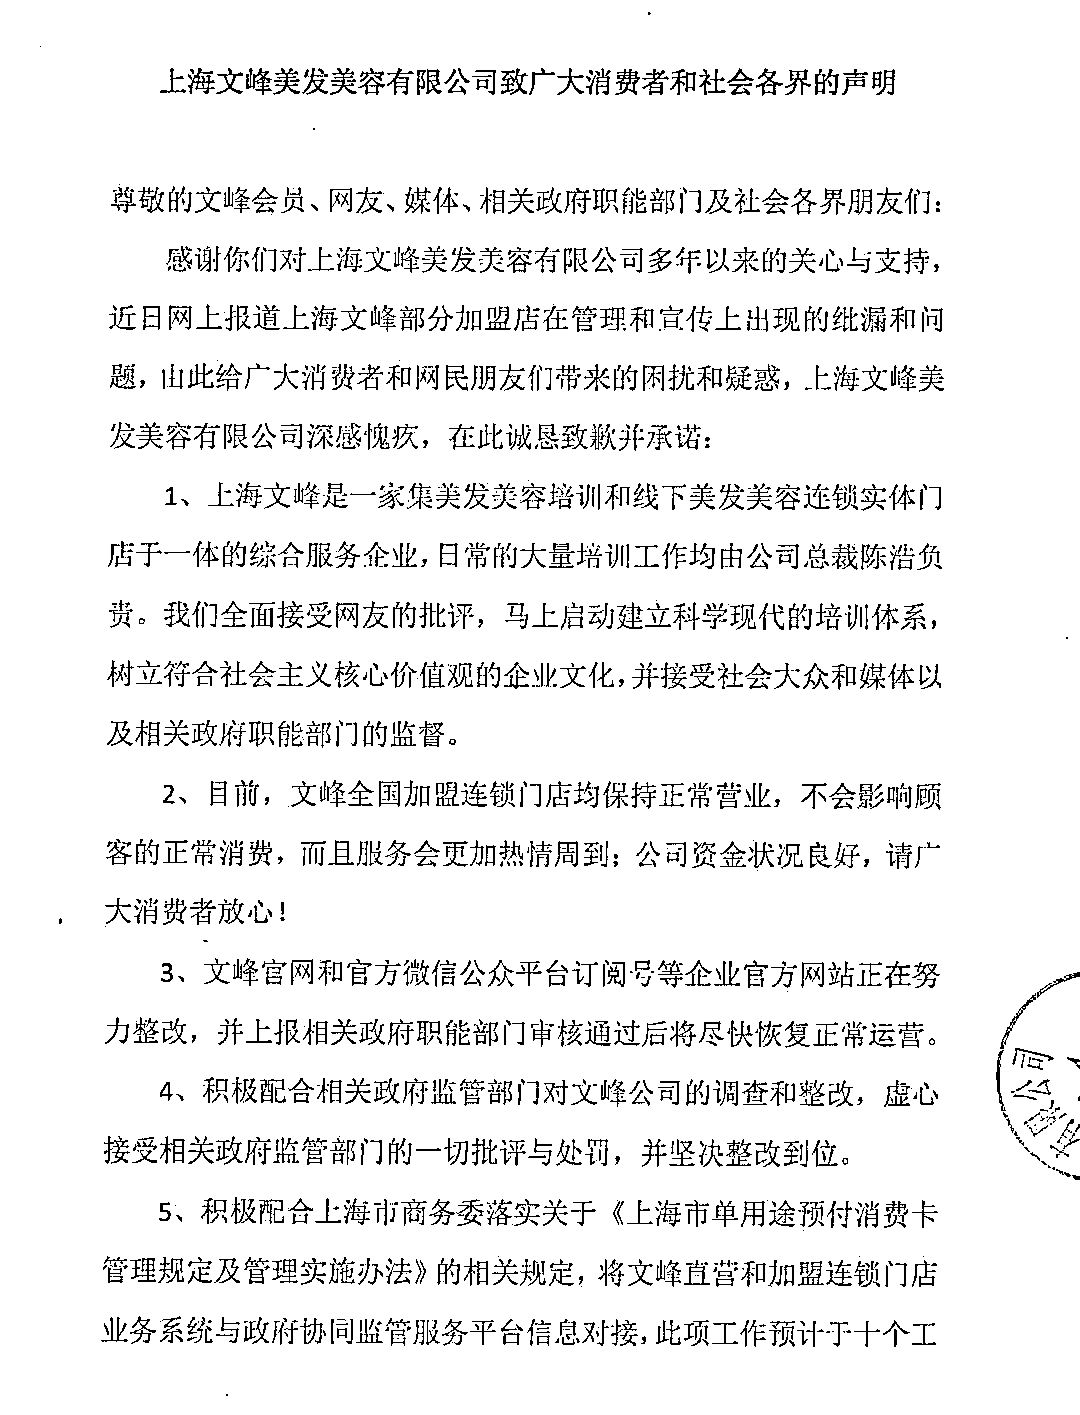 上海文峰美发美容有限公司致广大消费者和社会各界的声明
尊敬的文峰会员、网友、媒体、相关政府职能部门及社会各界朋友们：
感谢你们对上海文峰美发美容有限公司多年以来的关心与支持，
近日网上报道上海文峰部分加盟店在管理和宣传上出现的纰漏和问
题，由此给广大消费者和网民朋友们带来的困扰和疑惑，上海文峰美
发美容有限公司深感愧疚，在此诚恳致歉并承诺：
1、上海文峰是一家集美发美容培训和线下美发美容连锁实体门
店于一体的综合服务企业，日常的大量培训工作均由公司总裁陈浩负
责。我们全面接受网友的批评，马上启动建立科学现代的培训体系，
树立符合社会主义核心价值观的企业文化，并接受社会大众和媒体以
及相关政府职能部门的监督。
2、目前，文峰全国加盟连锁门店均保持正常营业，不会影响顾
客的正常消费，而且服务会更加热情周到；公司资金状况良好，请广
大消费者放心！
3、文峰官网和官方微信公众平台订阅号等企业官方网站正在努
力整改，并上报相关政府职能部门审核通过后将尽快恢复正常运营。
4、积极配合相关政府监管部门对文峰公司的调查和整改，虚心
接受相关政府监管部门的一切批评与处罚，并坚决整改到位。
5、积极配合上海市商务委落实关于《上海市单用途预付消费卡
管理规定及管理实施办法》的相关规定，将文峰直营和加盟连锁门店
业务系统与政府协同监管服务平台信息对接，此项工作预计于十个工
有限公司